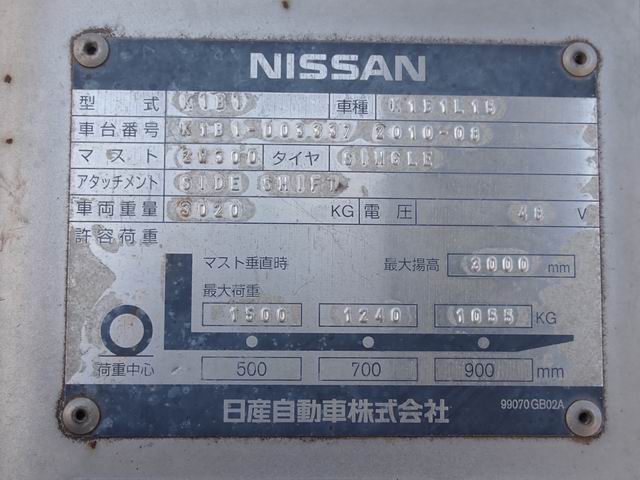 NISSAN
型 式 K1B1 車種 K1B1L15
車台番号 K1B1-003337 2010-08
マスト 2W300 タイヤ SINGLE
アタッチメント SIDE SHIFT
車両重量 3020 KG 電圧 48 V
許容荷重
マスト垂直時 最大揚高 3000 mm
最大荷重
1500 1240 1055 KG
荷重中心 500 700 900 mm
日産自動車株式会社 99070 GB02A